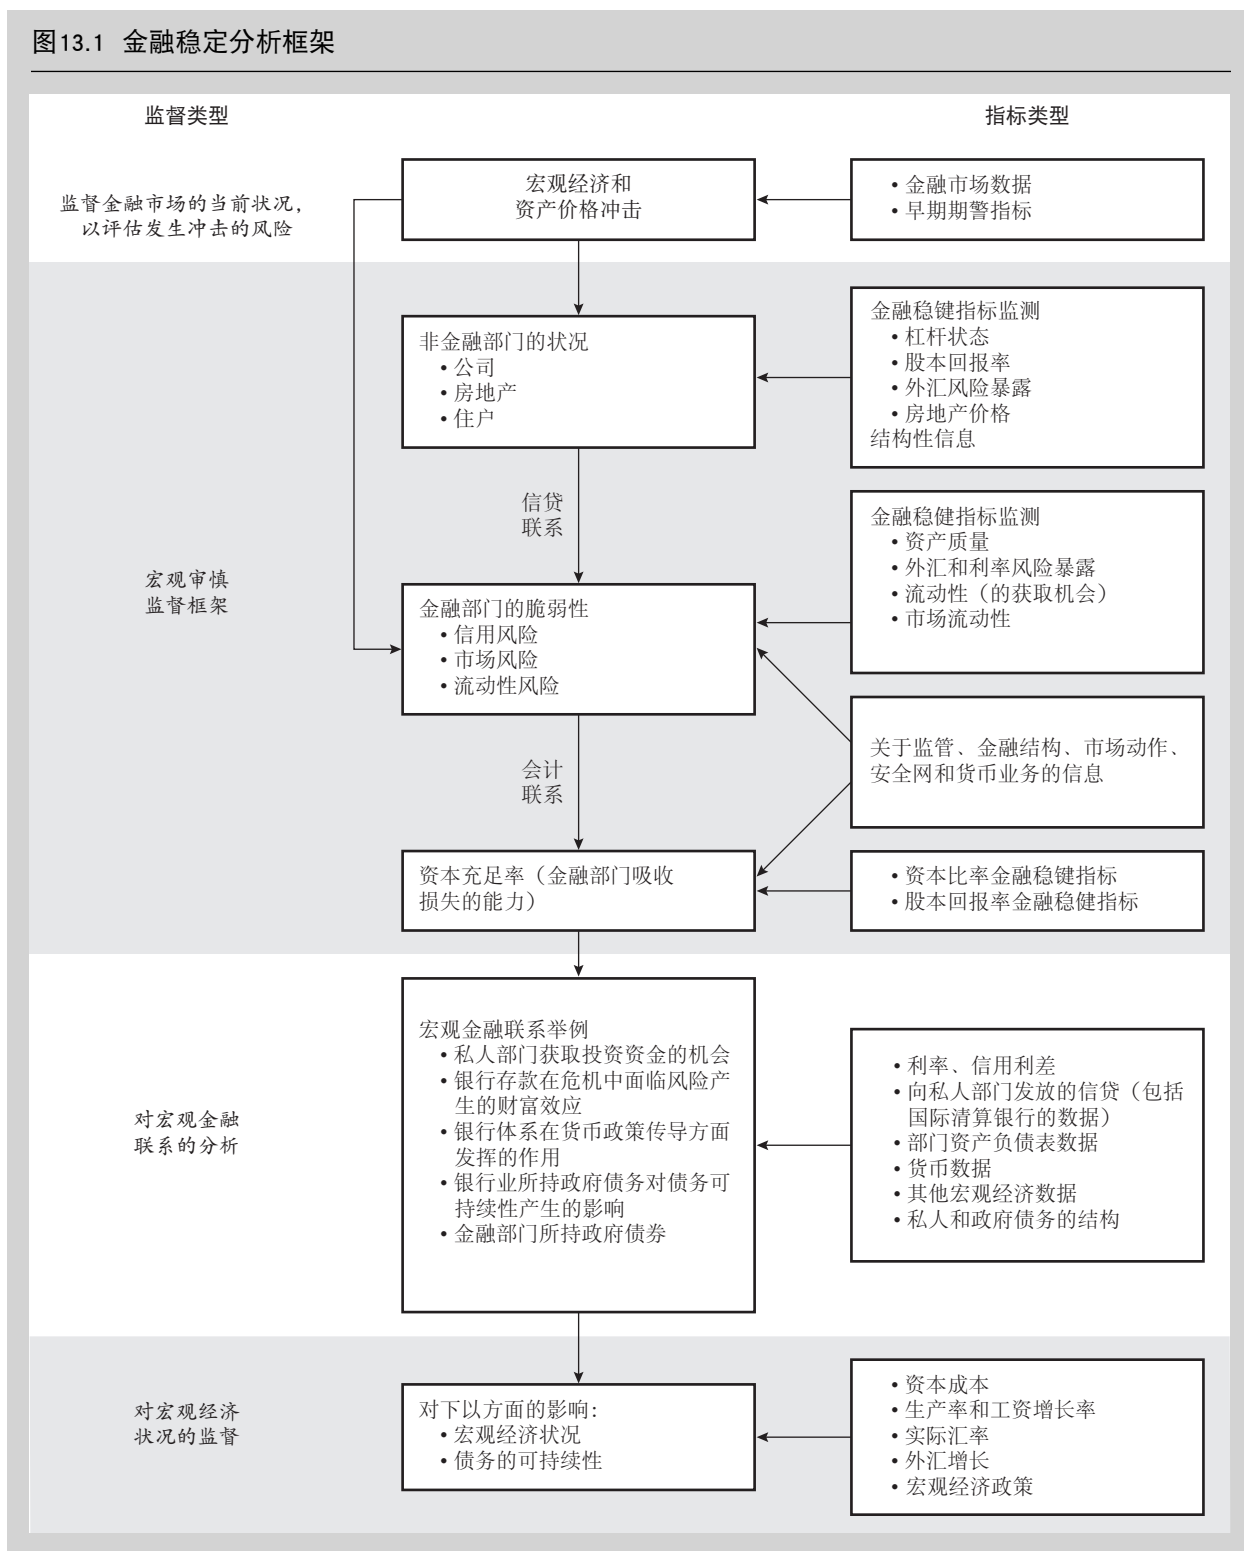 图13.1 金融稳定分析框架
监督类型
指标类型
监督金融市场的当前状况，
以评估发生冲击的风险
宏观经济和
资产价格冲击
• 金融市场数据
• 早期期警指标
宏观审慎
监督框架
非金融部门的状况
• 公司
• 房地产
• 住户
金融稳键指标监测
• 杠杆状态
• 股本回报率
• 外汇风险暴露
• 房地产价格
结构性信息
信贷
联系
金融部门的脆弱性
• 信用风险
• 市场风险
• 流动性风险
金融稳健指标监测
• 资产质量
• 外汇和利率风险暴露
• 流动性（的获取机会）
• 市场流动性
关于监管、金融结构、市场动作、
安全网和货币业务的信息
会计
联系
资本充足率（金融部门吸收
损失的能力）
• 资本比率金融稳键指标
• 股本回报率金融稳健指标
对宏观金融
联系的分析
宏观金融联系举例
• 私人部门获取投资资金的机会
• 银行存款在危机中面临风险产
生的财富效应
• 银行体系在货币政策传导方面
发挥的作用
• 银行业所持政府债务对债务可
持续性产生的影响
• 金融部门所持政府债券
• 利率、信用利差
• 向私人部门发放的信贷（包括
国际清算银行的数据）
• 部门资产负债表数据
• 货币数据
• 其他宏观经济数据
• 私人和政府债务的结构
对宏观经济
状况的监督
对下以方面的影响：
• 宏观经济状况
• 债务的可持续性
• 资本成本
• 生产率和工资增长率
• 实际汇率
• 外汇增长
• 宏观经济政策